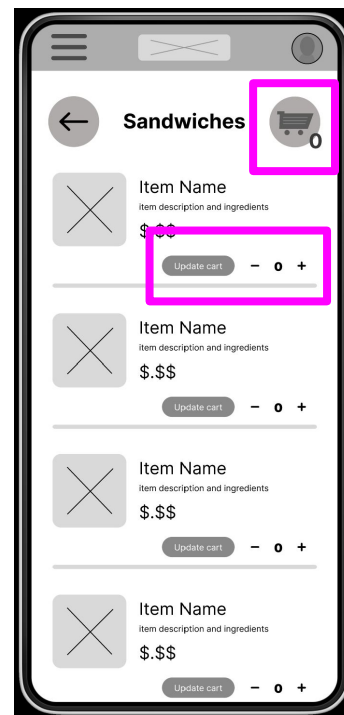 Sandwiches
0
Item Name
item description and ingredients
$.$$
Update cart − 0 +
Item Name
item description and ingredients
$.$$
Update cart − 0 +
Item Name
item description and ingredients
$.$$
Update cart − 0 +
Item Name
item description and ingredients
$.$$
Update cart − 0 +